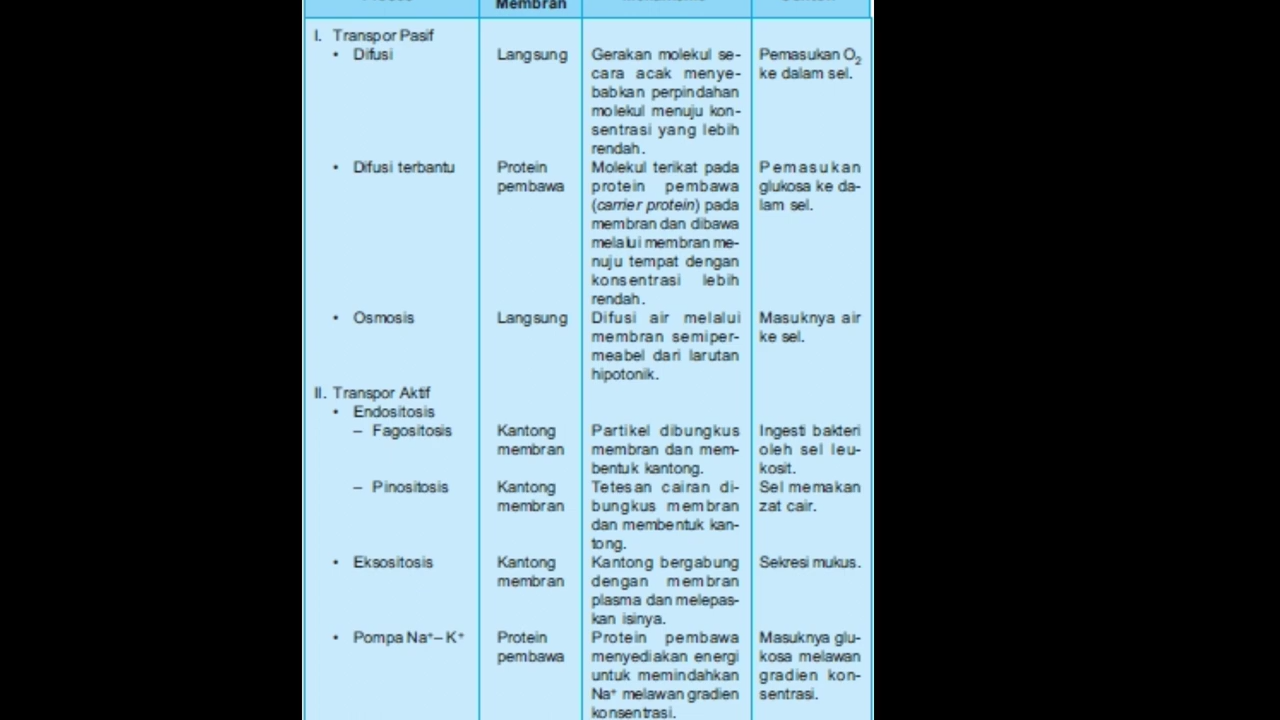 Membran
I. Transpor Pasif
• Difusi
Langsung
Gerakan molekul se-
cara acak menye-
babkan perpindahan
molekul menuju kon-
sentrasi yang lebih
rendah.
Pemasukan O₂
ke dalam sel.
• Difusi terbantu
Protein
pembawa
Molekul terikat pada
protein pembawa
(carrier protein) pada
membran dan dibawa
melalui membran me-
nuju tempat dengan
konsentrasi lebih
rendah.
Pemasukan
glukosa ke da-
lam sel.
• Osmosis
Langsung
Difusi air melalui
membran semiper-
meabel dari larutan
hipotonik.
Masuknya air
ke sel.
II. Transpor Aktif
• Endositosis
– Fagositosis
Kantong
membran
Partikel dibungkus
membran dan mem-
bentuk kantong.
Ingesti bakteri
oleh sel leu-
kosit.
– Pinositosis
Kantong
membran
Tetesan cairan di-
bungkus membran
dan membentuk kan-
tong.
Sel memakan
zat cair.
• Eksositosis
Kantong
membran
Kantong bergabung
dengan membran
plasma dan melepas-
kan isinya.
Sekresi mukus.
• Pompa Na⁺– K⁺
Protein
pembawa
Protein pembawa
menyediakan energi
untuk memindahkan
Na⁺ melawan gradien
konsentrasi.
Masuknya glu-
kosa melawan
gradien kon-
sentrasi.